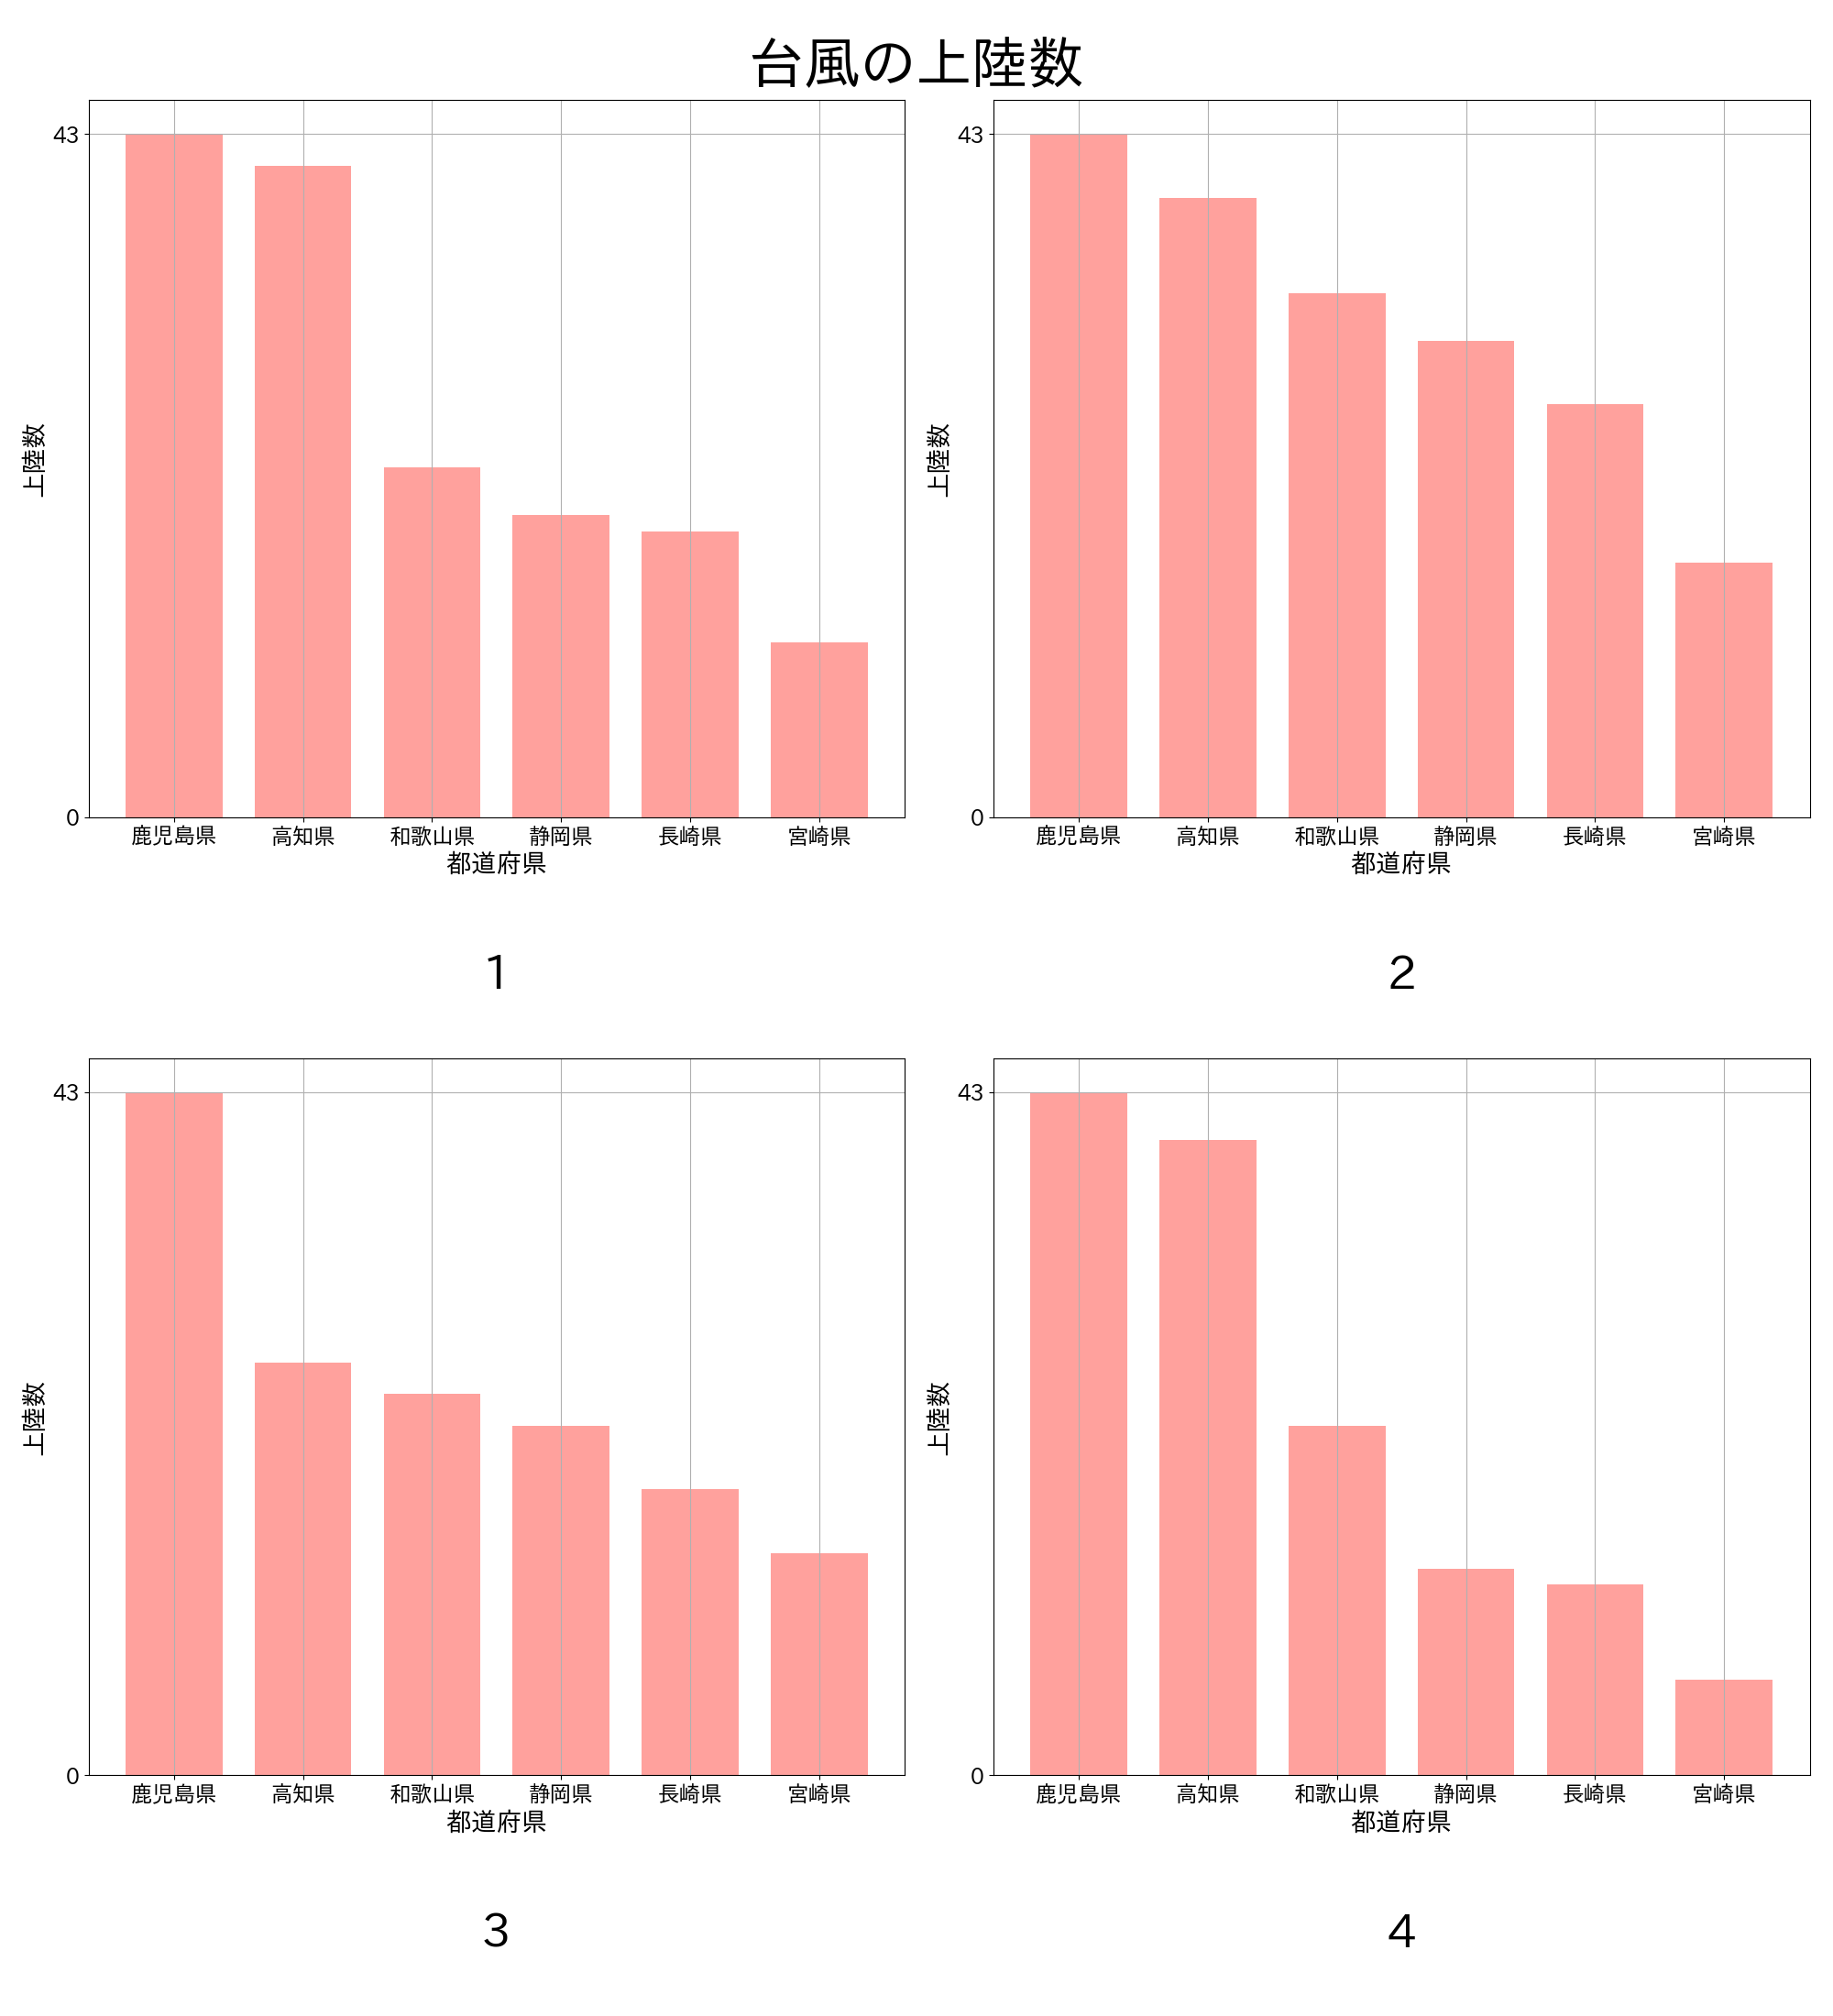 台風の上陸数
43
0
上陸数
鹿児島県 高知県 和歌山県 静岡県 長崎県 宮崎県
都道府県
1
43
0
上陸数
鹿児島県 高知県 和歌山県 静岡県 長崎県 宮崎県
都道府県
2
43
0
上陸数
鹿児島県 高知県 和歌山県 静岡県 長崎県 宮崎県
都道府県
3
43
0
上陸数
鹿児島県 高知県 和歌山県 静岡県 長崎県 宮崎県
都道府県
4